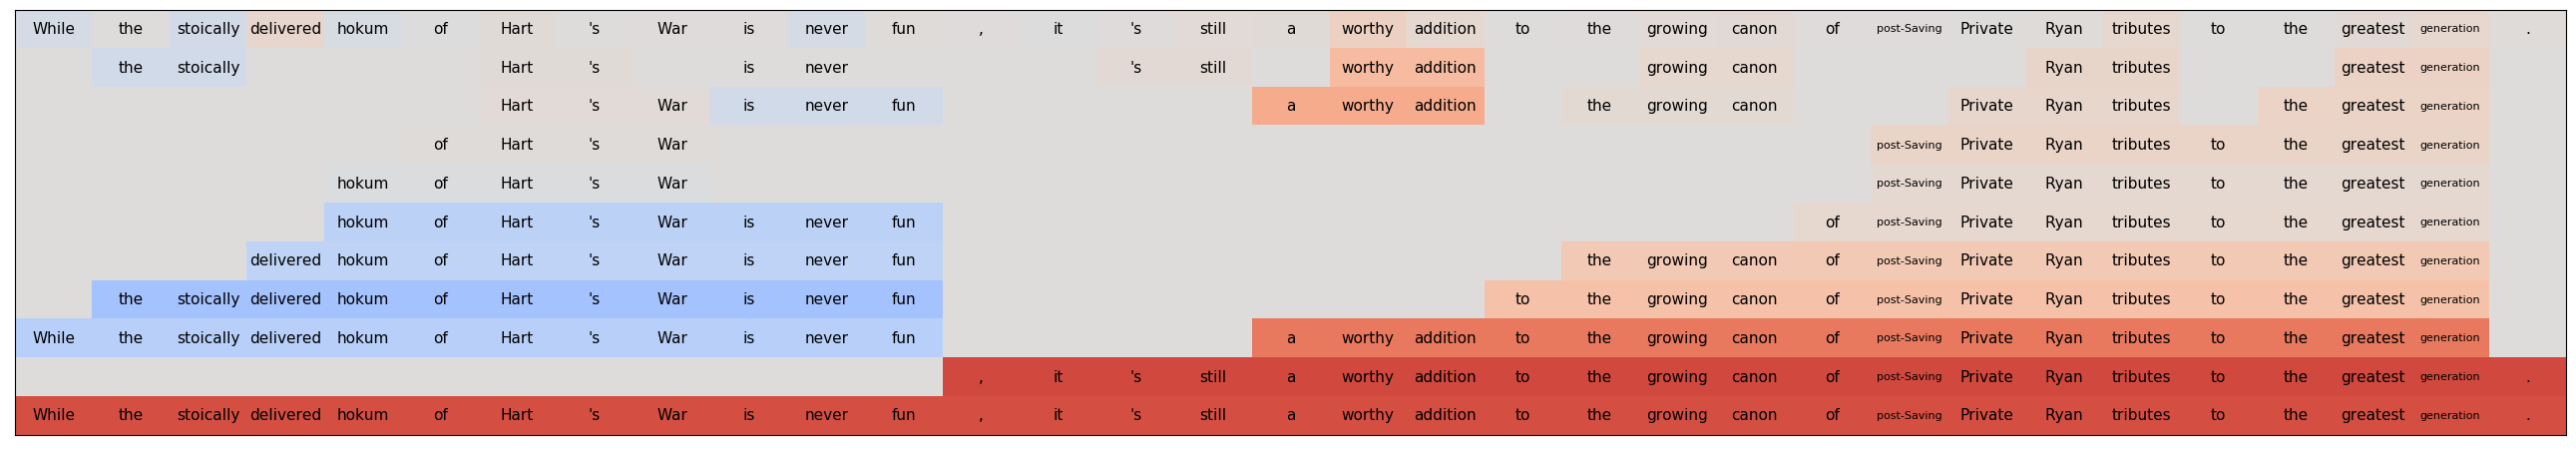 While the stoically delivered hokum of Hart 's War is never fun , it 's still a worthy addition to the growing canon of post-Saving Private Ryan tributes to the greatest generation .
the stoically Hart 's is never 's still worthy addition growing canon Ryan tributes greatest generation
Hart 's War is never fun a worthy addition the growing canon Private Ryan tributes the greatest generation
of Hart 's War post-Saving Private Ryan tributes to the greatest generation
hokum of Hart 's War post-Saving Private Ryan tributes to the greatest generation
hokum of Hart 's War is never fun of post-Saving Private Ryan tributes to the greatest generation
delivered hokum of Hart 's War is never fun the growing canon of post-Saving Private Ryan tributes to the greatest generation
the stoically delivered hokum of Hart 's War is never fun to the growing canon of post-Saving Private Ryan tributes to the greatest generation
While the stoically delivered hokum of Hart 's War is never fun a worthy addition to the growing canon of post-Saving Private Ryan tributes to the greatest generation
, it 's still a worthy addition to the growing canon of post-Saving Private Ryan tributes to the greatest generation .
While the stoically delivered hokum of Hart 's War is never fun , it 's still a worthy addition to the growing canon of post-Saving Private Ryan tributes to the greatest generation .